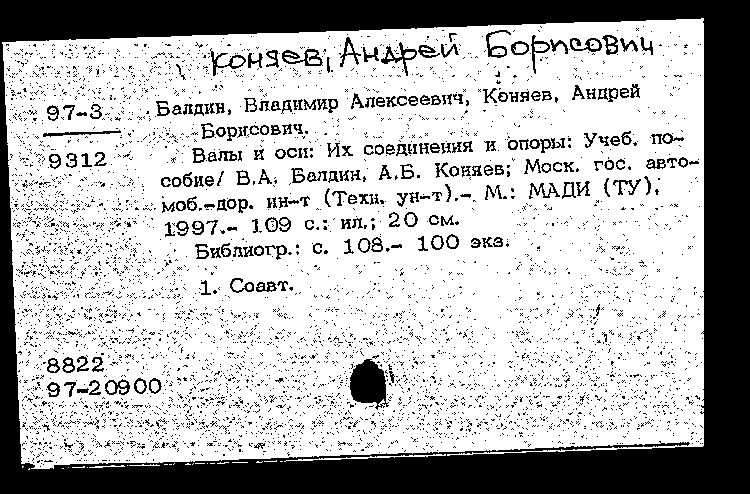 Коняев, Андрей Борисович
97-3
Балдин, Владимир Алексеевич, Коняев, Андрей
Борисович.
9312
Валы и оси: Их соединения и опоры: Учеб. по-
собие/ В.А. Балдин, А.Б. Коняев; Моск. гос. авто-
моб.-дор. ин-т (Техн. ун-т).- М.: МАДИ (ТУ),
1997.- 109 с.: ил.; 20 см.
Библиогр.: с. 108.- 100 экз.
1. Соавт.
8822
97-20900